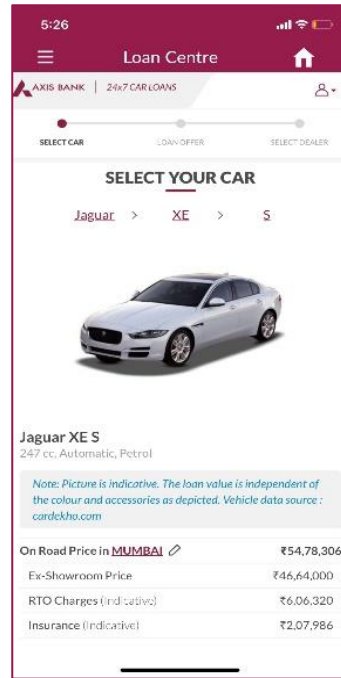 5:26
Loan Centre
AXIS BANK | 24x7 CAR LOANS
SELECT CAR
LOAN OFFER
SELECT DEALER
SELECT YOUR CAR
Jaguar > XE > S
Jaguar XE S
247 cc, Automatic, Petrol
Note: Picture is indicative. The loan value is independent of
the colour and accessories as depicted. Vehicle data source :
cardekho.com
On Road Price in MUMBAI ₹54,78,306
Ex-Showroom Price ₹46,64,000
RTO Charges (Indicative) ₹6,06,320
Insurance (Indicative) ₹2,07,986